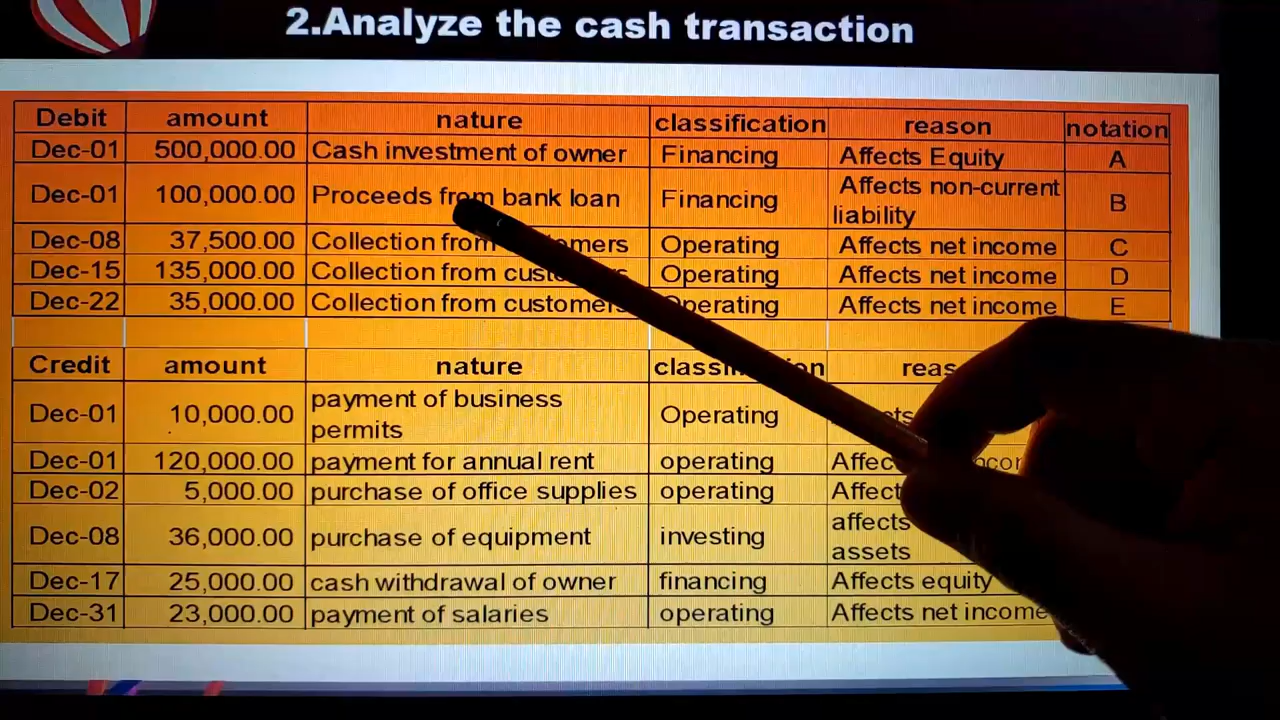 2.Analyze the cash transaction
Debit amount nature classification reason notation
Dec-01 500,000.00 Cash investment of owner Financing Affects Equity A
Dec-01 100,000.00 Proceeds from bank loan Financing Affects non-current liability B
Dec-08 37,500.00 Collection from Operating Affects net income C
Dec-15 135,000.00 Collection from Operating Affects net income D
Dec-22 35,000.00 Collection from customers Operating Affects net income E
Credit amount nature
Dec-01 10,000.00 payment of business permits Operating
Dec-01 120,000.00 payment for annual rent operating
Dec-02 5,000.00 purchase of office supplies operating
Dec-08 36,000.00 purchase of equipment investing affects assets
Dec-17 25,000.00 cash withdrawal of owner financing Affects equity
Dec-31 23,000.00 payment of salaries operating Affects net income